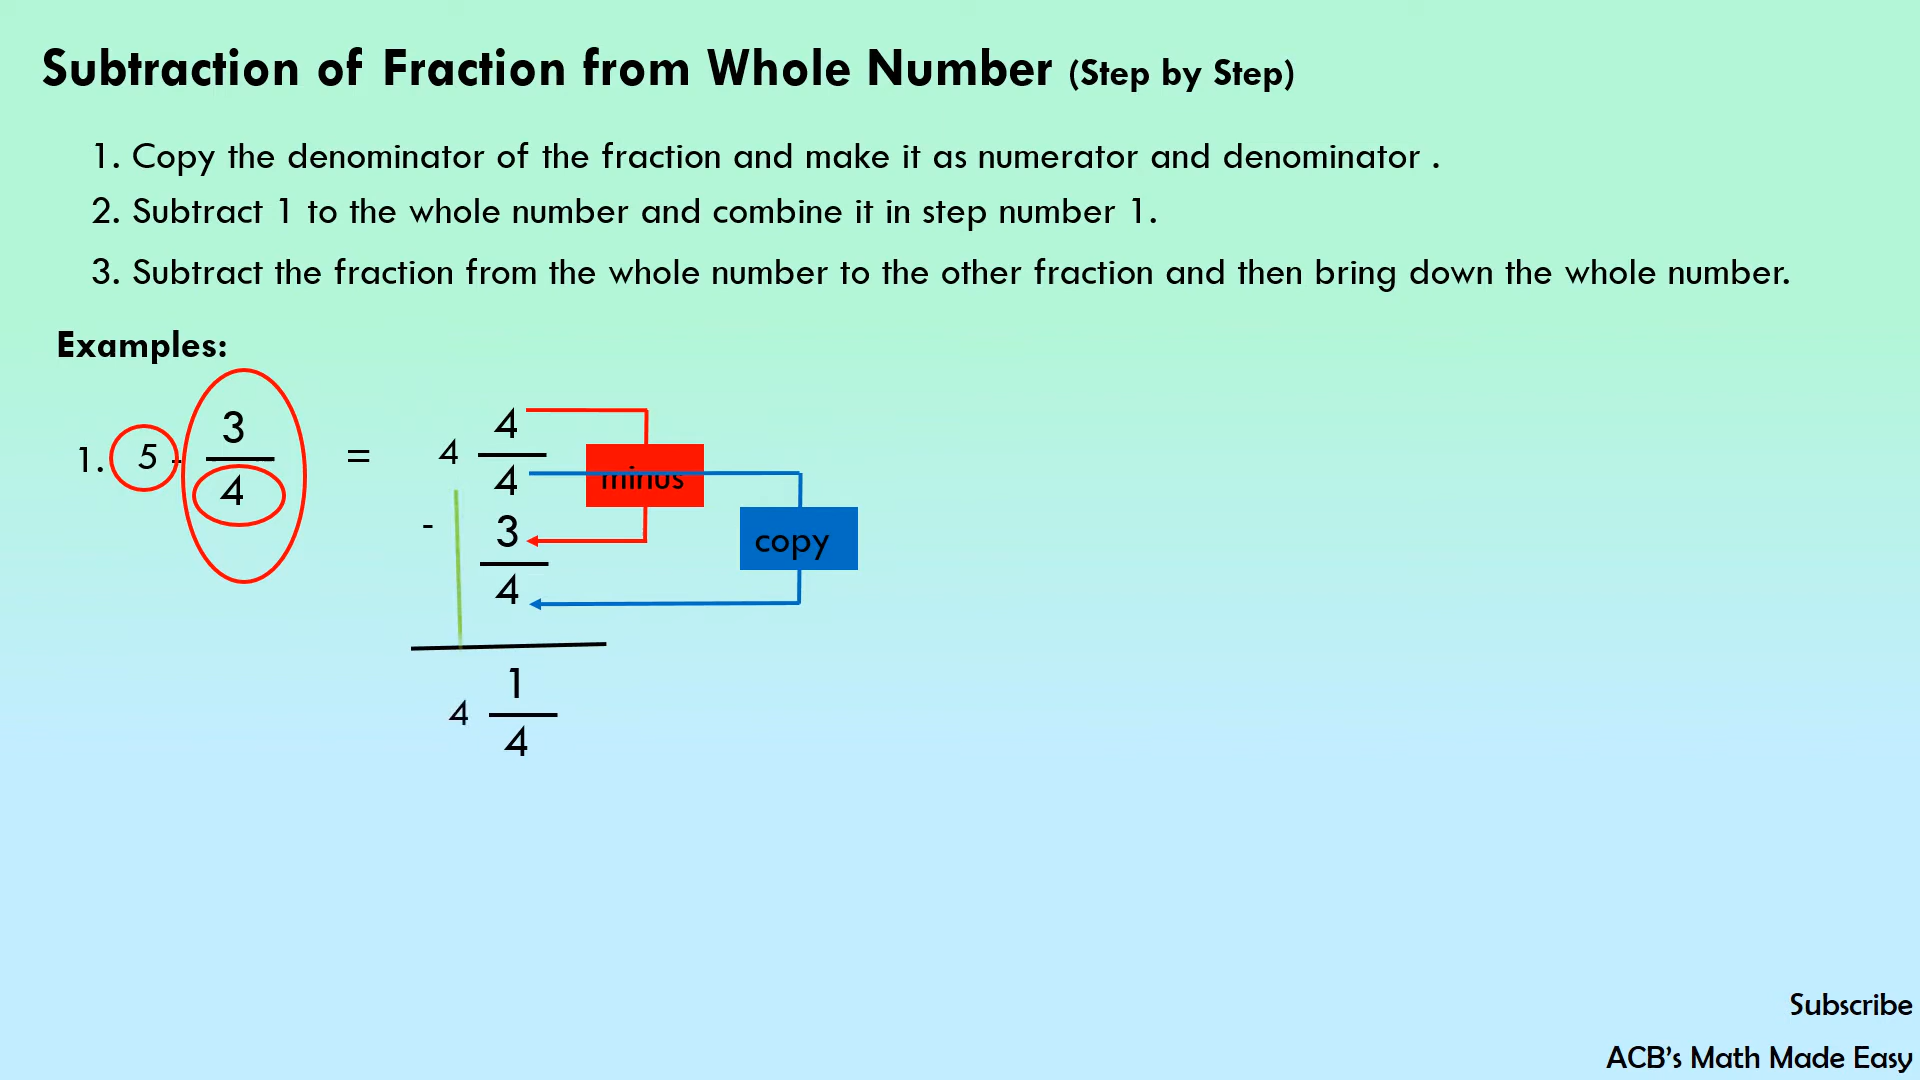 Subtraction of Fraction from Whole Number (Step by Step)
1. Copy the denominator of the fraction and make it as numerator and denominator .
2. Subtract 1 to the whole number and combine it in step number 1.
3. Subtract the fraction from the whole number to the other fraction and then bring down the whole number.
Examples:
1. 5 - 3/4 = 4 4/4
minus
- 3/4
copy
4 1/4
Subscribe
ACB's Math Made Easy